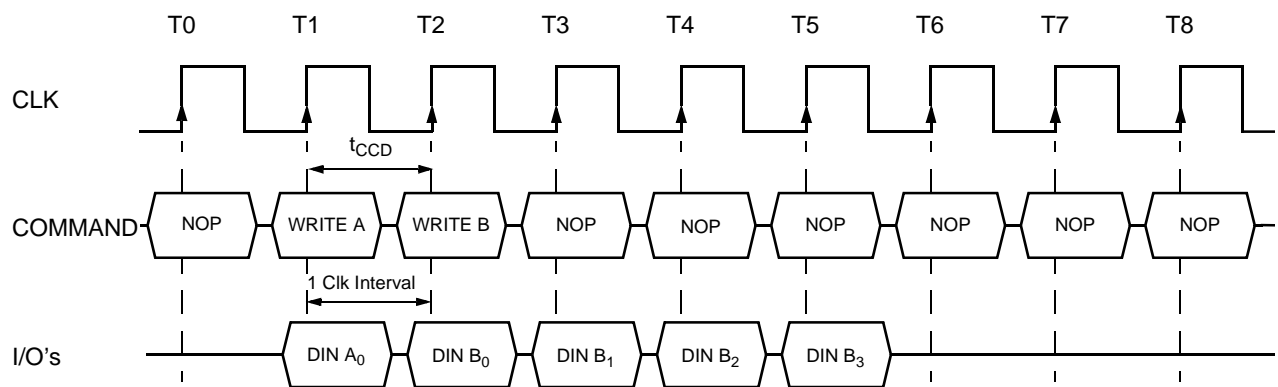 T0 T1 T2 T3 T4 T5 T6 T7 T8
CLK
tCCD
COMMAND NOP WRITE A WRITE B NOP NOP NOP NOP NOP NOP
1 Clk Interval
I/O's DIN A0 DIN B0 DIN B1 DIN B2 DIN B3